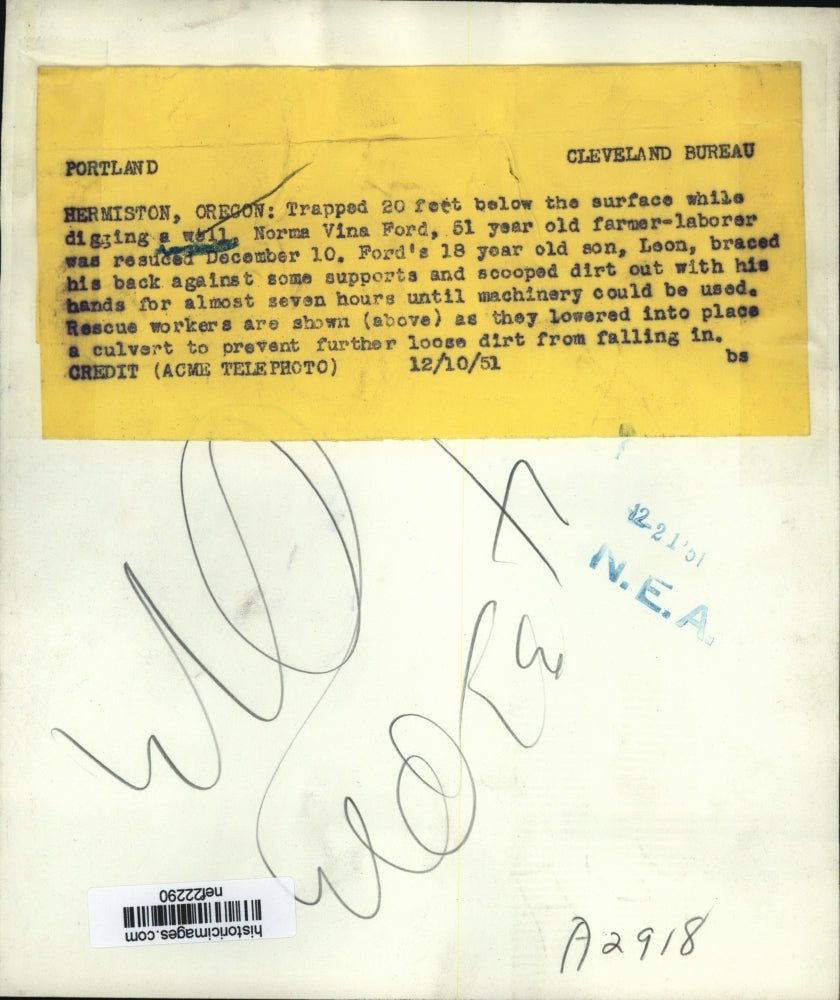 PORTLAND
CLEVELAND BUREAU
HERMISTON, OREGON: Trapped 20 feet below the surface while
digging a well, Norma Vina Ford, 51 year old farmer-laborer
was resuced December 10. Ford's 18 year old son, Leon, braced
his back against some supports and scooped dirt out with his
hands for almost seven hours until machinery could be used.
Rescue workers are shown (above) as they lowered into place
a culvert to prevent further loose dirt from falling in.
bs
CREDIT (ACME TELEPHOTO) 12/10/51
12-21'51
N.E.A.
A2918
nef22290
historicimages.com